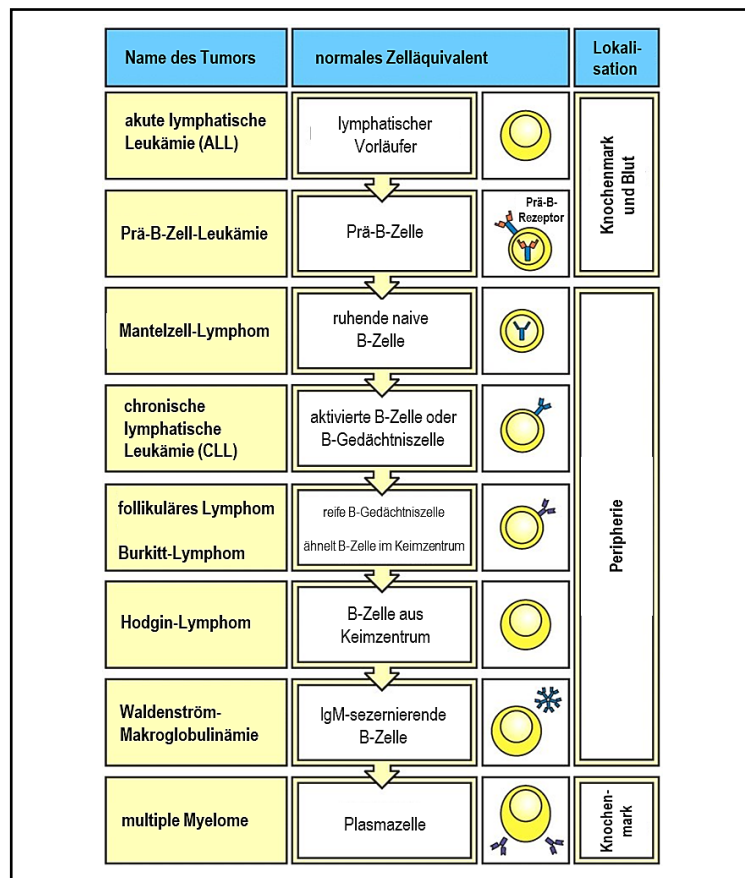 Name des Tumors
normales Zelläquivalent
Lokali-
sation
akute lymphatische
Leukämie (ALL)
lymphatischer
Vorläufer
Prä-B-Zell-Leukämie
Prä-B-Zelle
Prä-B-
Rezeptor
Knochenmark
und Blut
Mantelzell-Lymphom
ruhende naive
B-Zelle
chronische
lymphatische
Leukämie (CLL)
aktivierte B-Zelle oder
B-Gedächtniszelle
follikuläres Lymphom
Burkitt-Lymphom
reife B-Gedächtniszelle
ähnelt B-Zelle im Keimzentrum
Hodgin-Lymphom
B-Zelle aus
Keimzentrum
Waldenström-
Makroglobulinämie
IgM-sezernierende
B-Zelle
Peripherie
multiple Myelome
Plasmazelle
Knochen-
mark